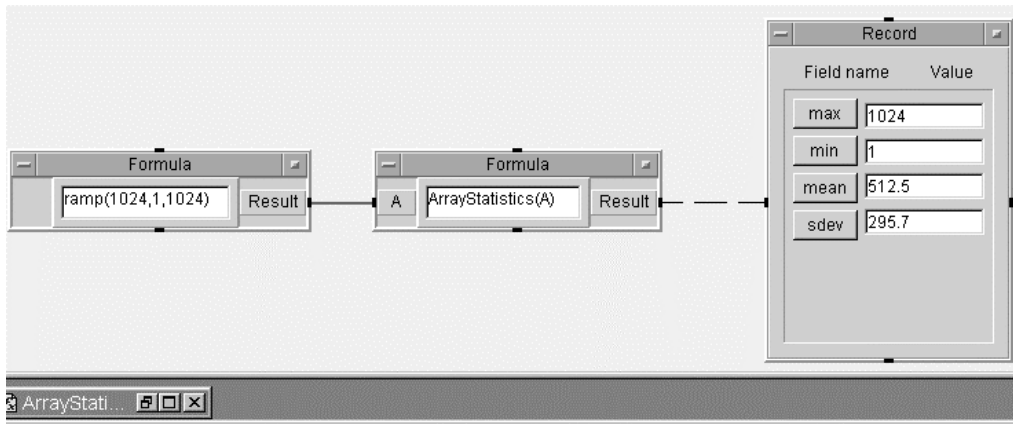 Formula
ramp(1024,1,1024)
Result
Formula
A
ArrayStatistics(A)
Result
Record
Field name Value
max 1024
min 1
mean 512.5
sdev 295.7
ArrayStati...